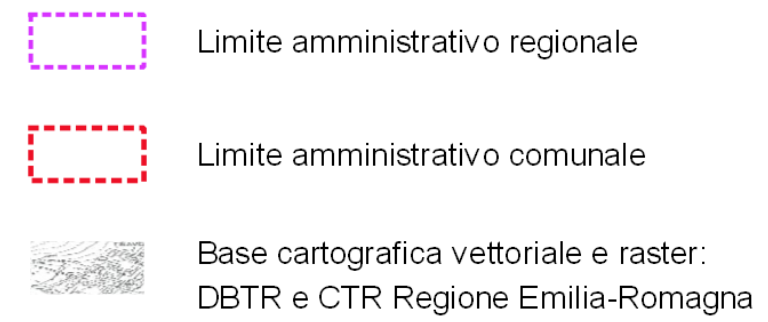 Limite amministrativo regionale
Limite amministrativo comunale
Base cartografica vettoriale e raster:
DBTR e CTR Regione Emilia-Romagna